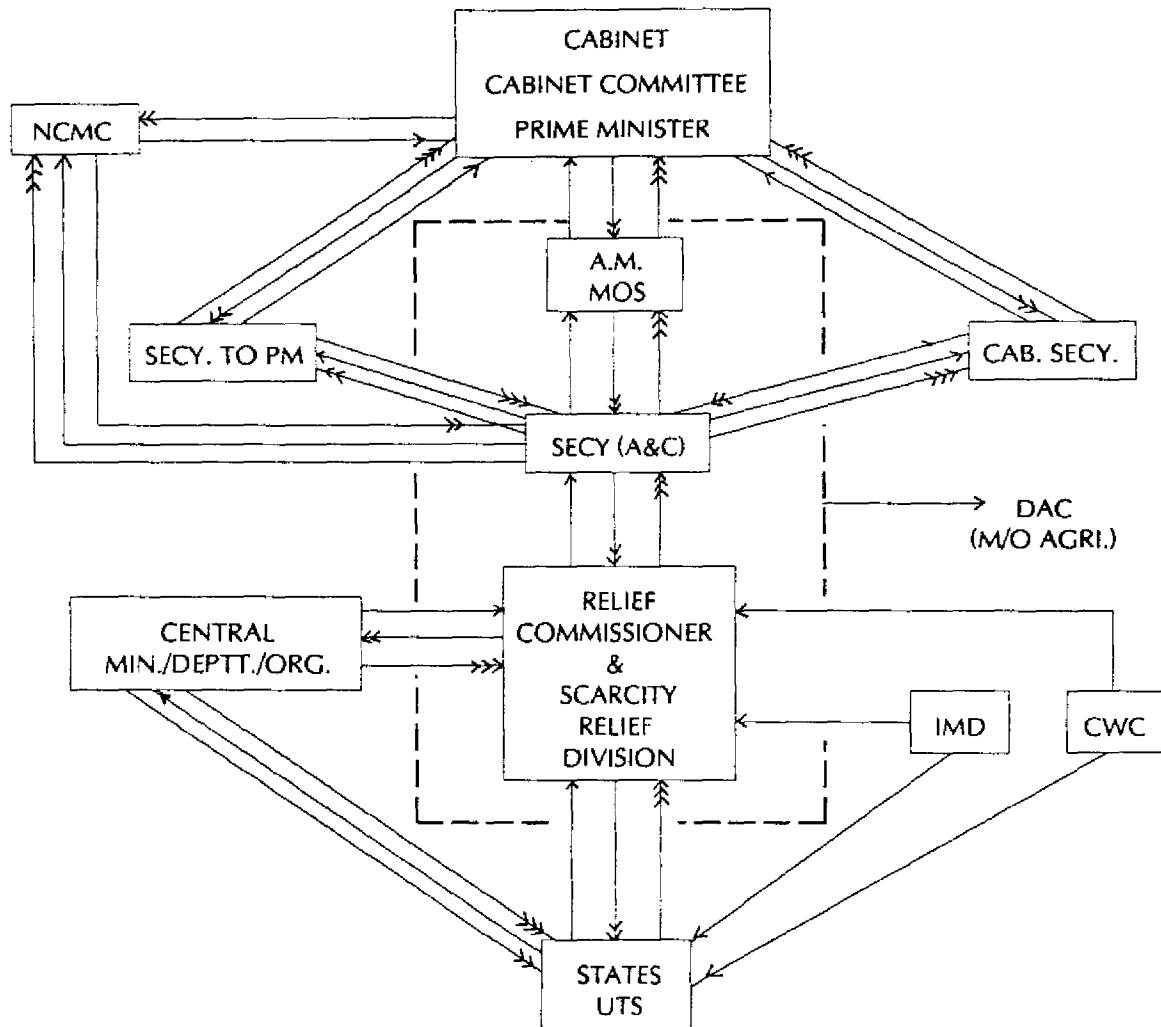 CABINET
CABINET COMMITTEE
PRIME MINISTER
NCMC
A.M.
MOS
SECY. TO PM
CAB. SECY.
SECY (A&C)
DAC
(M/O AGRI.)
CENTRAL
MIN./DEPTT./ORG.
RELIEF
COMMISSIONER
&
SCARCITY
RELIEF
DIVISION
IMD
CWC
STATES
UTS